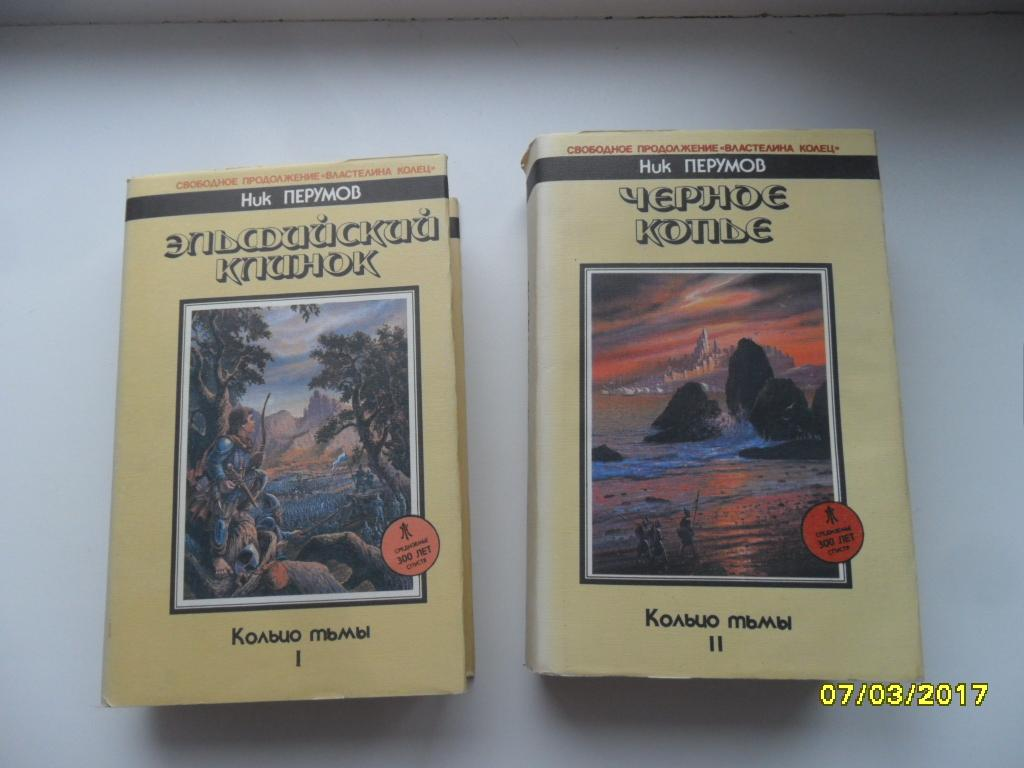 СВОБОДНОЕ ПРОДОЛЖЕНИЕ «ВЛАСТЕЛИНА КОЛЕЦ»
Ник ПЕРУМОВ
ЭЛЬФИЙСКИЙ
КЛИНОК
СРЕДИЗЕМЬЕ
300 ЛЕТ
СПУСТЯ
Кольцо тьмы
I
СВОБОДНОЕ ПРОДОЛЖЕНИЕ «ВЛАСТЕЛИНА КОЛЕЦ»
Ник ПЕРУМОВ
ЧЕРНОЕ
КОПЬЕ
СРЕДИЗЕМЬЕ
300 ЛЕТ
СПУСТЯ
Кольцо тьмы
II
07/03/2017